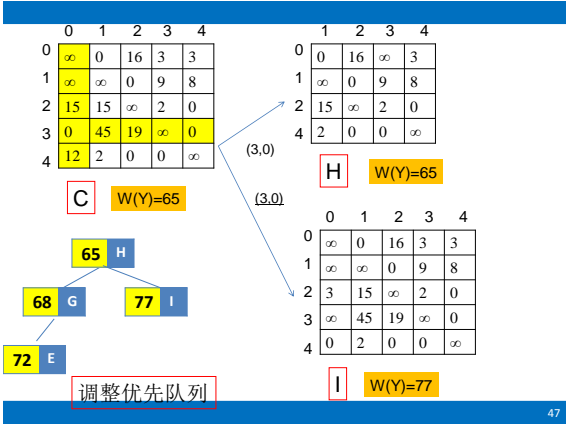 0 1 2 3 4
0 ∞ 0 16 3 3
1 ∞ ∞ 0 9 8
2 15 15 ∞ 2 0
3 0 45 19 ∞ 0
4 12 2 0 0 ∞
C W(Y)=65
(3,0)
(3,0)
1 2 3 4
0 0 16 ∞ 3
1 ∞ 0 9 8
2 15 ∞ 2 0
4 2 0 0 ∞
H W(Y)=65
0 1 2 3 4
0 ∞ 0 16 3 3
1 ∞ ∞ 0 9 8
2 3 15 ∞ 2 0
3 ∞ 45 19 ∞ 0
4 0 2 0 0 ∞
I W(Y)=77
65 H
68 G 77 I
72 E
调整优先队列
47